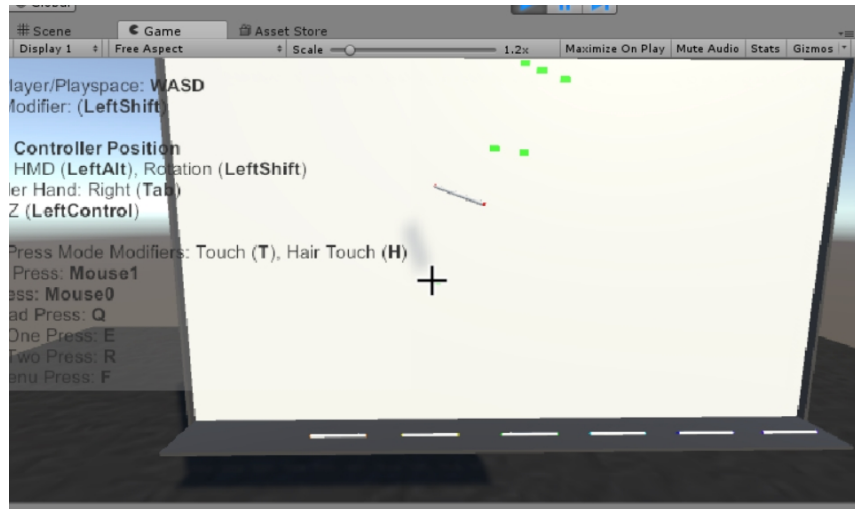 Global
# Scene
Game
Asset Store
Display 1
Free Aspect
Scale
1.2x
Maximize On Play
Mute Audio
Stats
Gizmos
layer/Playspace: WASD
Modifier: (LeftShift)
Controller Position
HMD (LeftAlt), Rotation (LeftShift)
er Hand: Right (Tab)
Z (LeftControl)
Press Mode Modifiers: Touch (T), Hair Touch (H)
Press: Mouse1
ess: Mouse0
ad Press: Q
One Press: E
Two Press: R
enu Press: F